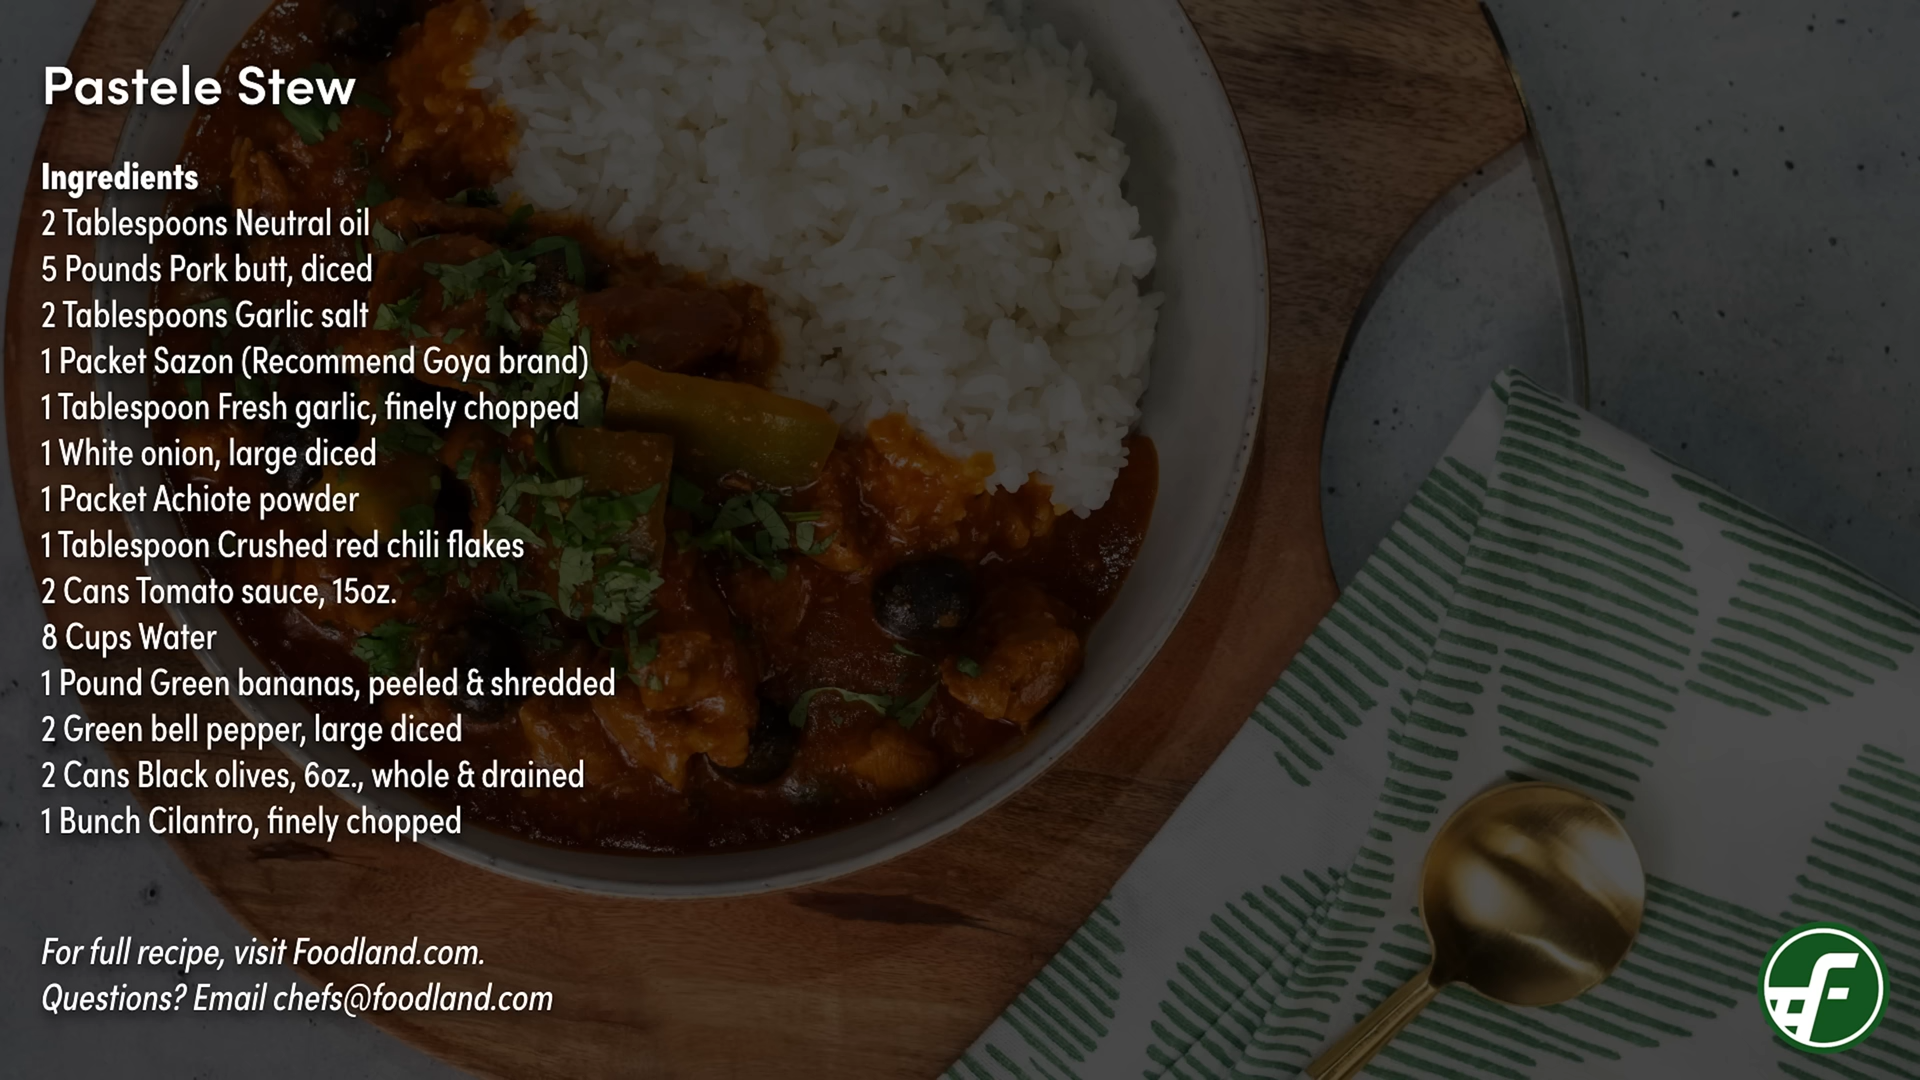 Pastele Stew
Ingredients
2 Tablespoons Neutral oil
5 Pounds Pork butt, diced
2 Tablespoons Garlic salt
1 Packet Sazon (Recommend Goya brand)
1 Tablespoon Fresh garlic, finely chopped
1 White onion, large diced
1 Packet Achiote powder
1 Tablespoon Crushed red chili flakes
2 Cans Tomato sauce, 15oz.
8 Cups Water
1 Pound Green bananas, peeled & shredded
2 Green bell pepper, large diced
2 Cans Black olives, 6oz., whole & drained
1 Bunch Cilantro, finely chopped
For full recipe, visit Foodland.com.
Questions? Email chefs@foodland.com